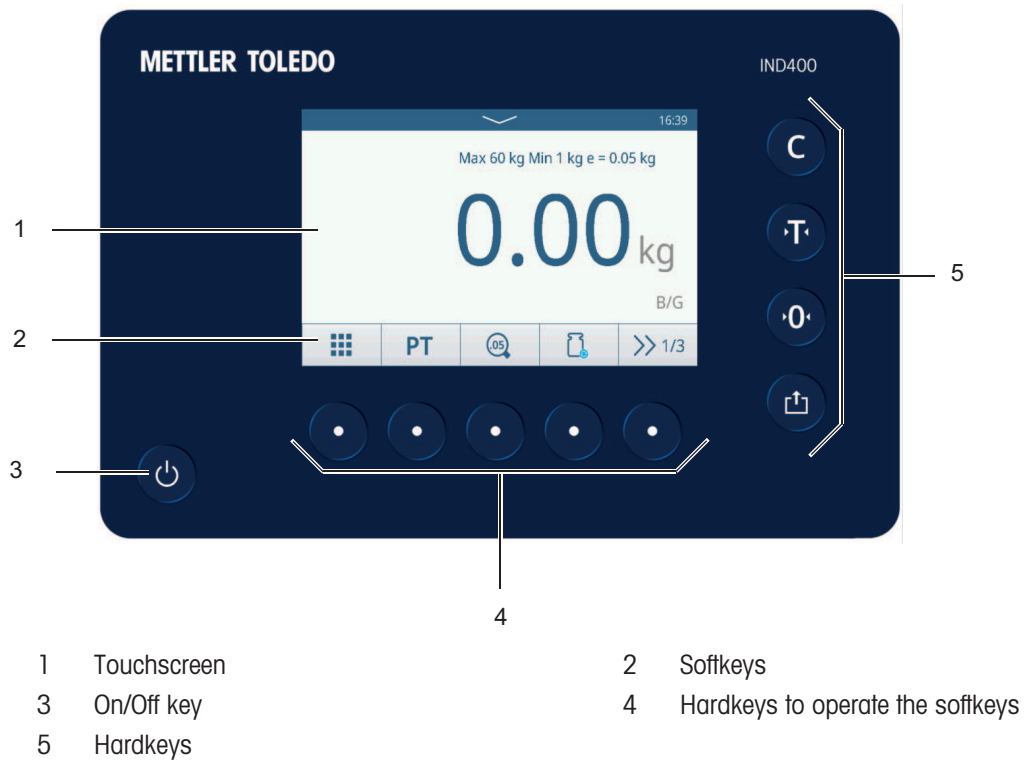 METTLER TOLEDO
IND400
16:39
Max 60 kg Min 1 kg e = 0.05 kg
0.00 kg
B/G
PT .05 1/3
C
T
0
1
2
3
4
5
1 Touchscreen
2 Softkeys
3 On/Off key
4 Hardkeys to operate the softkeys
5 Hardkeys